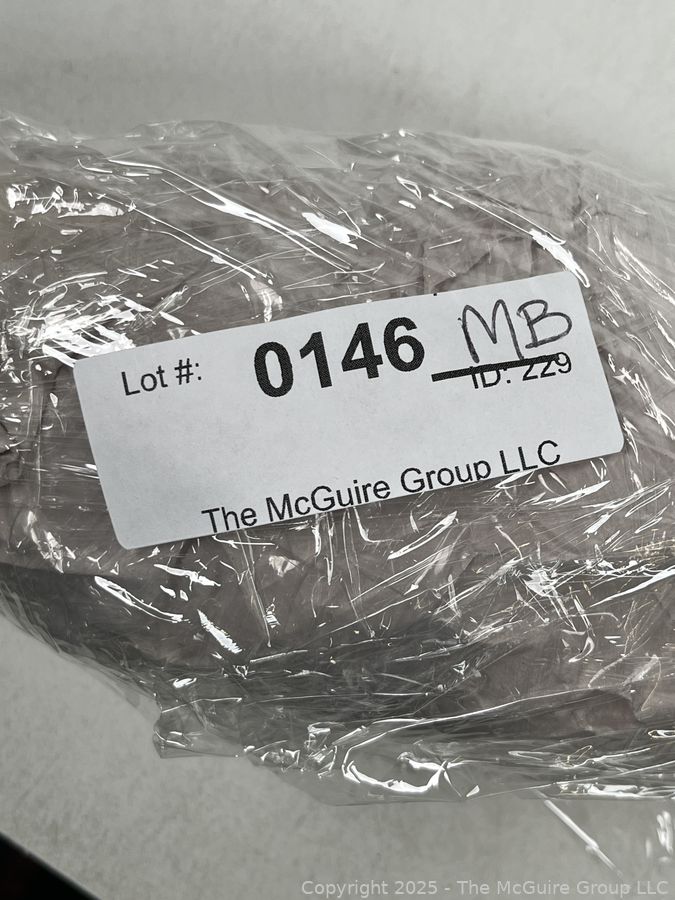 Lot #: 0146 MB
ID: 229
The McGuire Group LLC
Copyright 2025 - The McGuire Group LLC